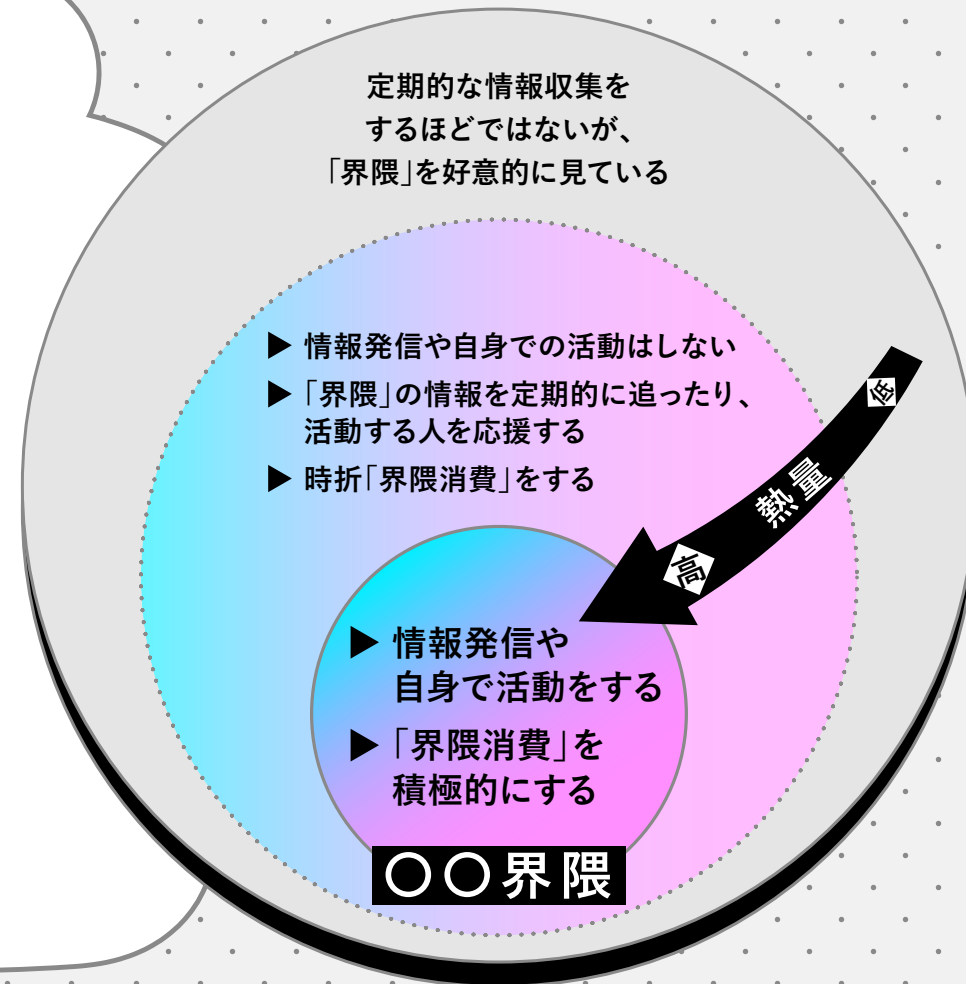 定期的な情報収集を
するほどではないが、
「界隈」を好意的に見ている
▶ 情報発信や自身での活動はしない
▶ 「界隈」の情報を定期的に追ったり、
活動する人を応援する
▶ 時折「界隈消費」をする
低
熱量
高
▶ 情報発信や
自身で活動をする
▶ 「界隈消費」を
積極的にする
〇〇界隈